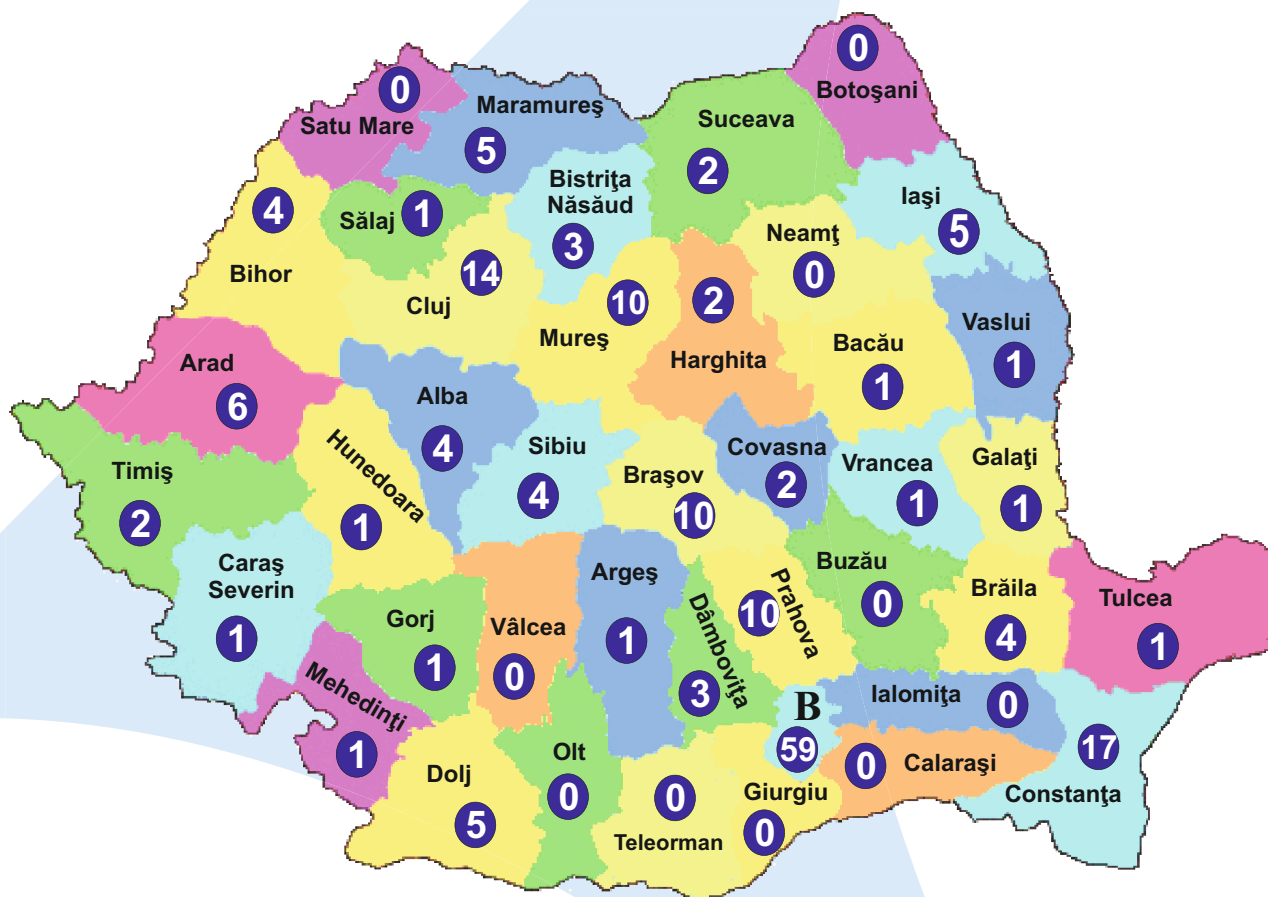 0
Botoşani
0
Satu Mare
Maramureş
5
Suceava
2
Bistriţa
Năsăud
3
Iaşi
5
4
Bihor
Sălaj
1
14
Cluj
Neamţ
0
10
Mureş
2
Harghita
Bacău
1
Vaslui
1
Arad
6
Alba
4
Hunedoara
1
Sibiu
4
Braşov
10
Covasna
2
Vrancea
1
Galaţi
1
Timiş
2
Caraş
Severin
1
Gorj
1
Vâlcea
0
Argeş
1
Dâmboviţa
3
Prahova
10
Buzău
0
Brăila
4
Tulcea
1
Mehedinţi
1
Dolj
5
Olt
0
0
Teleorman
Giurgiu
0
B
59
Ialomiţa
0
0
Calaraşi
17
Constanţa